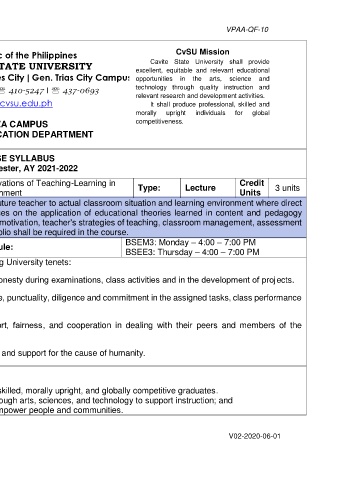 VPAA-QF-10
c of the Philippines
STATE UNIVERSITY
s City | Gen. Trias City Campus
☏ 410-5247 I ☏ 437-0693
cvsu.edu.ph
A CAMPUS
CATION DEPARTMENT
CvSU Mission
Cavite State University shall provide
excellent, equitable and relevant educational
opportunities in the arts, science and
technology through quality instruction and
relevant research and development activities.
It shall produce professional, skilled and
morally upright individuals for global
competitiveness.
SE SYLLABUS
ester, AY 2021-2022
vations of Teaching-Learning in
nment
Type:
Lecture
Credit
Units
3 units
uture teacher to actual classroom situation and learning environment where direct
es on the application of educational theories learned in content and pedagogy
motivation, teacher's strategies of teaching, classroom management, assessment
olio shall be required in the course.
ule:
BSEM3: Monday – 4:00 – 7:00 PM
BSEE3: Thursday – 4:00 – 7:00 PM
ng University tenets:
onesty during examinations, class activities and in the development of projects.
s, punctuality, diligence and commitment in the assigned tasks, class performance
rt, fairness, and cooperation in dealing with their peers and members of the
and support for the cause of humanity.
skilled, morally upright, and globally competitive graduates.
ough arts, sciences, and technology to support instruction; and
mpower people and communities.
V02-2020-06-01